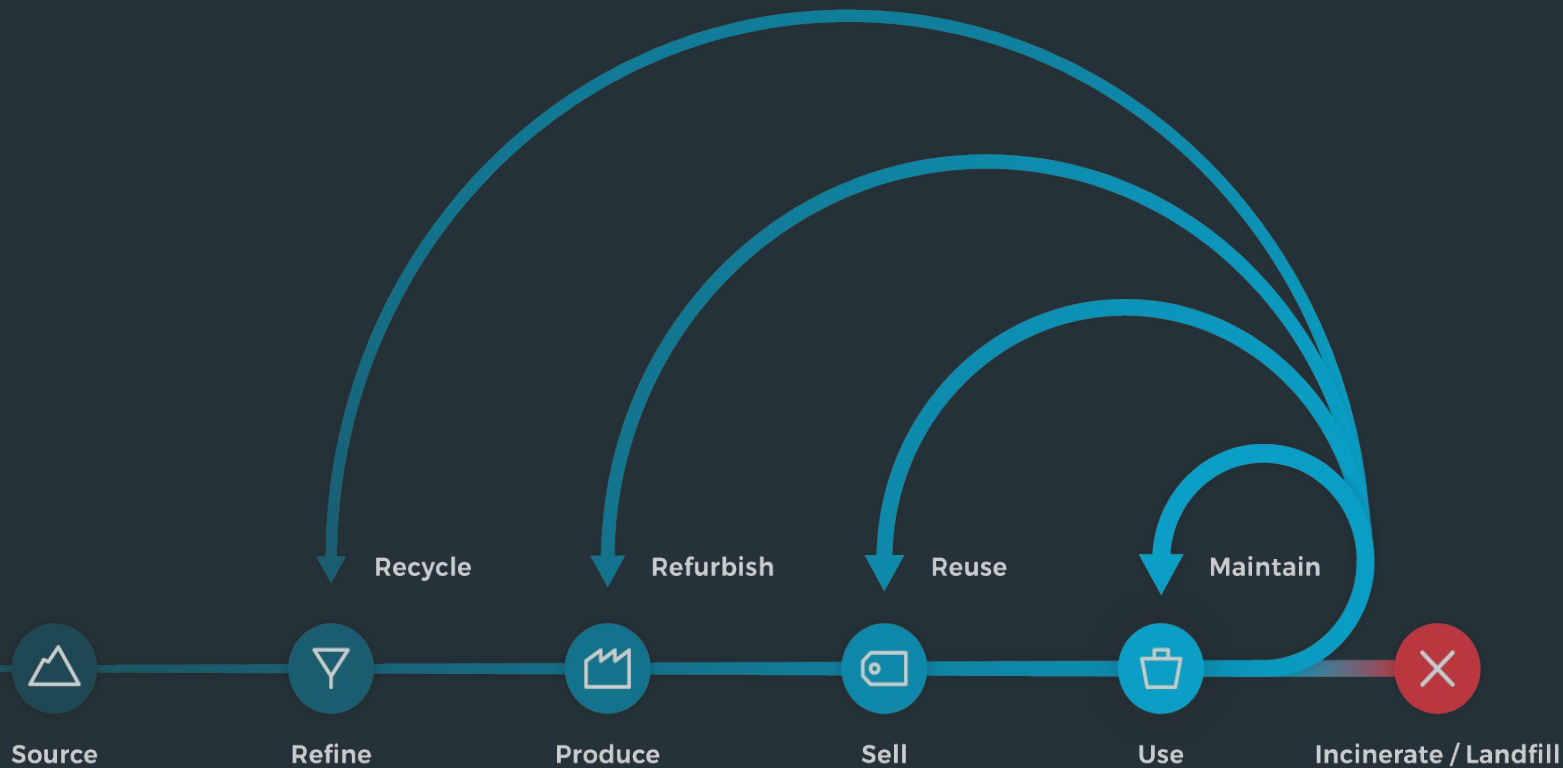 Recycle
Refurbish
Reuse
Maintain
Source
Refine
Produce
Sell
Use
Incinerate / Landfill